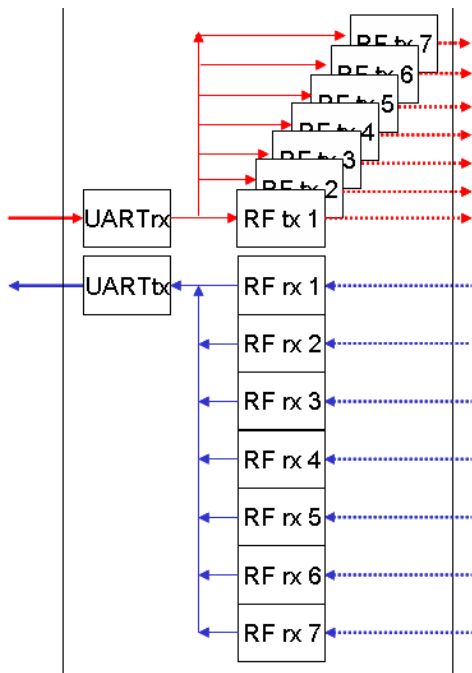 RF tx 7
RF tx 6
RF tx 5
RF tx 4
RF tx 3
RF tx 2
UARTrx
RF tx 1
UARTtx
RF rx 1
RF rx 2
RF rx 3
RF rx 4
RF rx 5
RF rx 6
RF rx 7